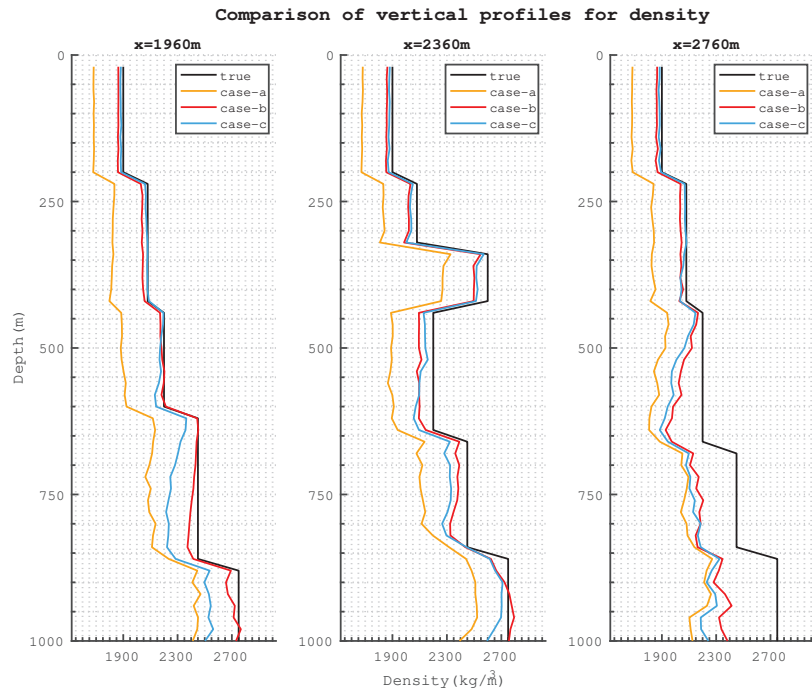 Comparison of vertical profiles for density
x=1960m
x=2360m
x=2760m
true
case-a
case-b
case-c
true
case-a
case-b
case-c
true
case-a
case-b
case-c
Depth(m)
0
250
500
750
1000
0
250
500
750
1000
0
250
500
750
1000
1900
2300
2700
1900
2300
2700
1900
2300
2700
Density(kg/m³)